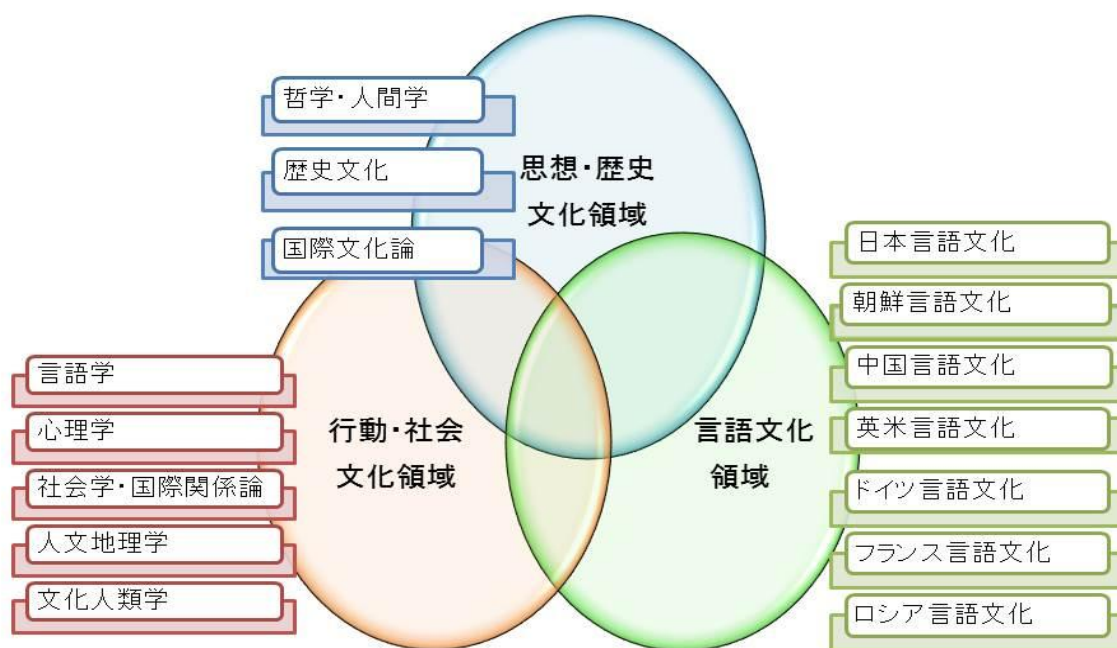 哲学・人間学
歴史文化
国際文化論
思想・歴史
文化領域
言語学
心理学
社会学・国際関係論
人文地理学
文化人類学
行動・社会
文化領域
言語文化
領域
日本言語文化
朝鮮言語文化
中国言語文化
英米言語文化
ドイツ言語文化
フランス言語文化
ロシア言語文化